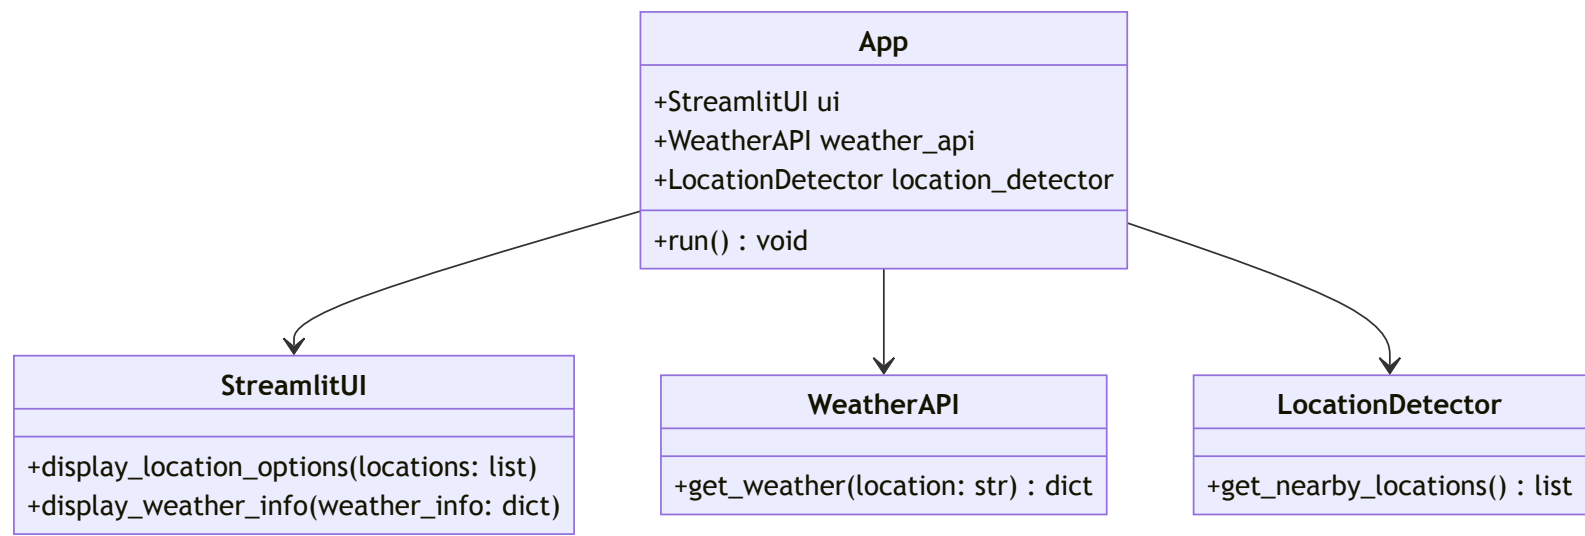 App
+StreamlitUI ui
+WeatherAPI weather_api
+LocationDetector location_detector
+run() : void
StreamlitUI
+display_location_options(locations: list)
+display_weather_info(weather_info: dict)
WeatherAPI
+get_weather(location: str) : dict
LocationDetector
+get_nearby_locations() : list